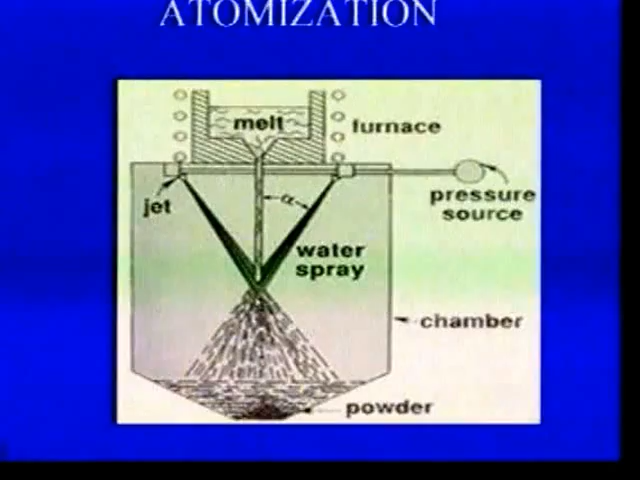 ATOMIZATION
melt
furnace
jet
α
pressure
source
water
spray
chamber
powder